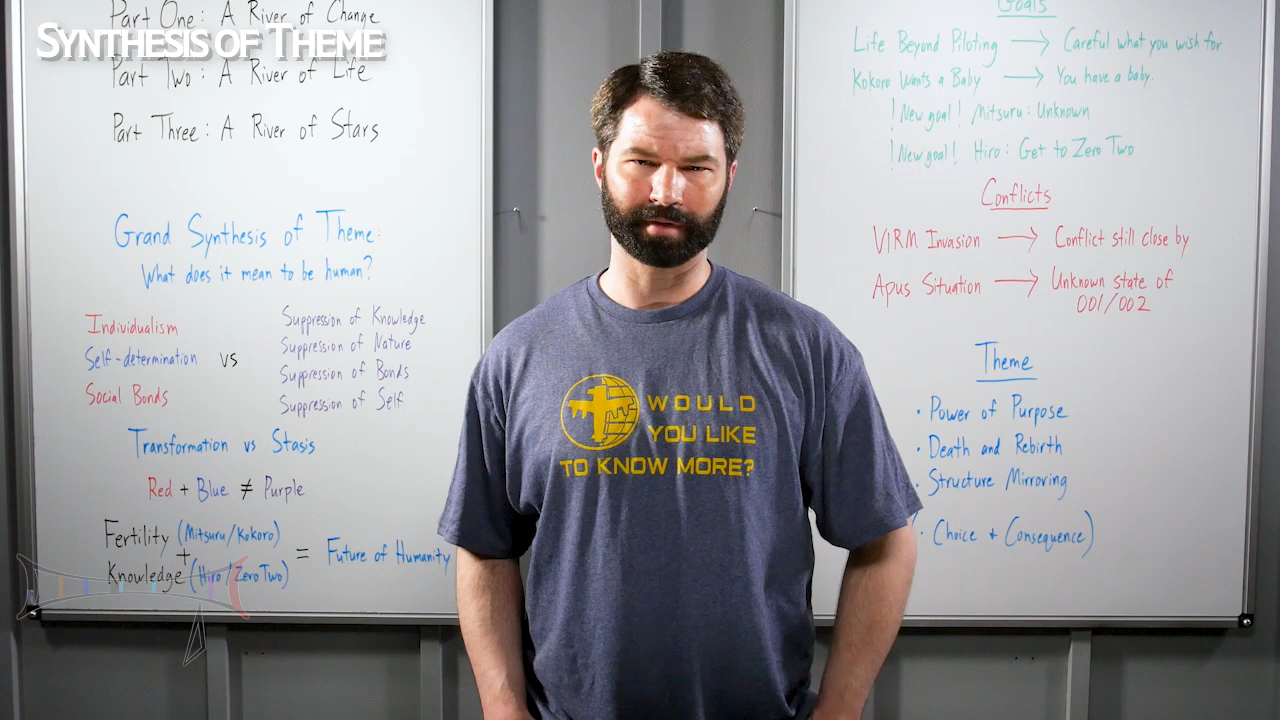 Part One: A River of Change
SYNTHESIS OF THEME
Part Two: A River of Life
Part Three: A River of Stars
Grand Synthesis of Theme:
What does it mean to be human?
Individualism
Self-determination vs
Social Bonds
Suppression of Knowledge
Suppression of Nature
Suppression of Bonds
Suppression of Self
Transformation vs Stasis
Red + Blue ≠ Purple
Fertility (Mitsuru/Kokoro)
+
Knowledge (Hiro/Zero Two)
= Future of Humanity
WOULD
YOU LIKE
TO KNOW MORE?
Goals
Life Beyond Piloting → Careful what you wish for
Kokoro Wants a Baby → You have a baby.
! New goal! Mitsuru: Unknown
! New goal! Hiro: Get to Zero Two
Conflicts
VIRM Invasion → Conflict still close by
Apus Situation → Unknown state of
001/002
Theme
• Power of Purpose
• Death and Rebirth
• Structure Mirroring
(• Choice + Consequence)